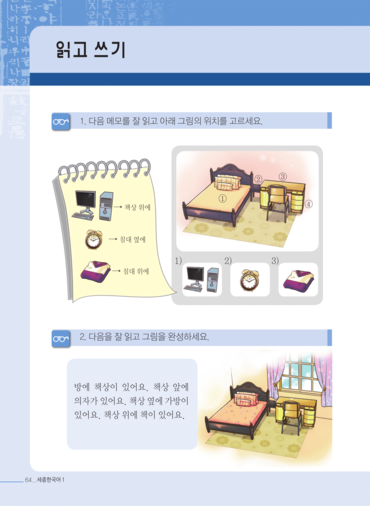 읽고 쓰기
1. 다음 메모를 잘 읽고 아래 그림의 위치를 고르세요.
→ 책상 위에
→ 침대 옆에
→ 침대 위에
①
②
③
④
1)
2)
3)
2. 다음을 잘 읽고 그림을 완성하세요.
방에 책상이 있어요. 책상 앞에
의자가 있어요. 책상 옆에 가방이
있어요. 책상 위에 책이 있어요.
64_ 세종한국어 1